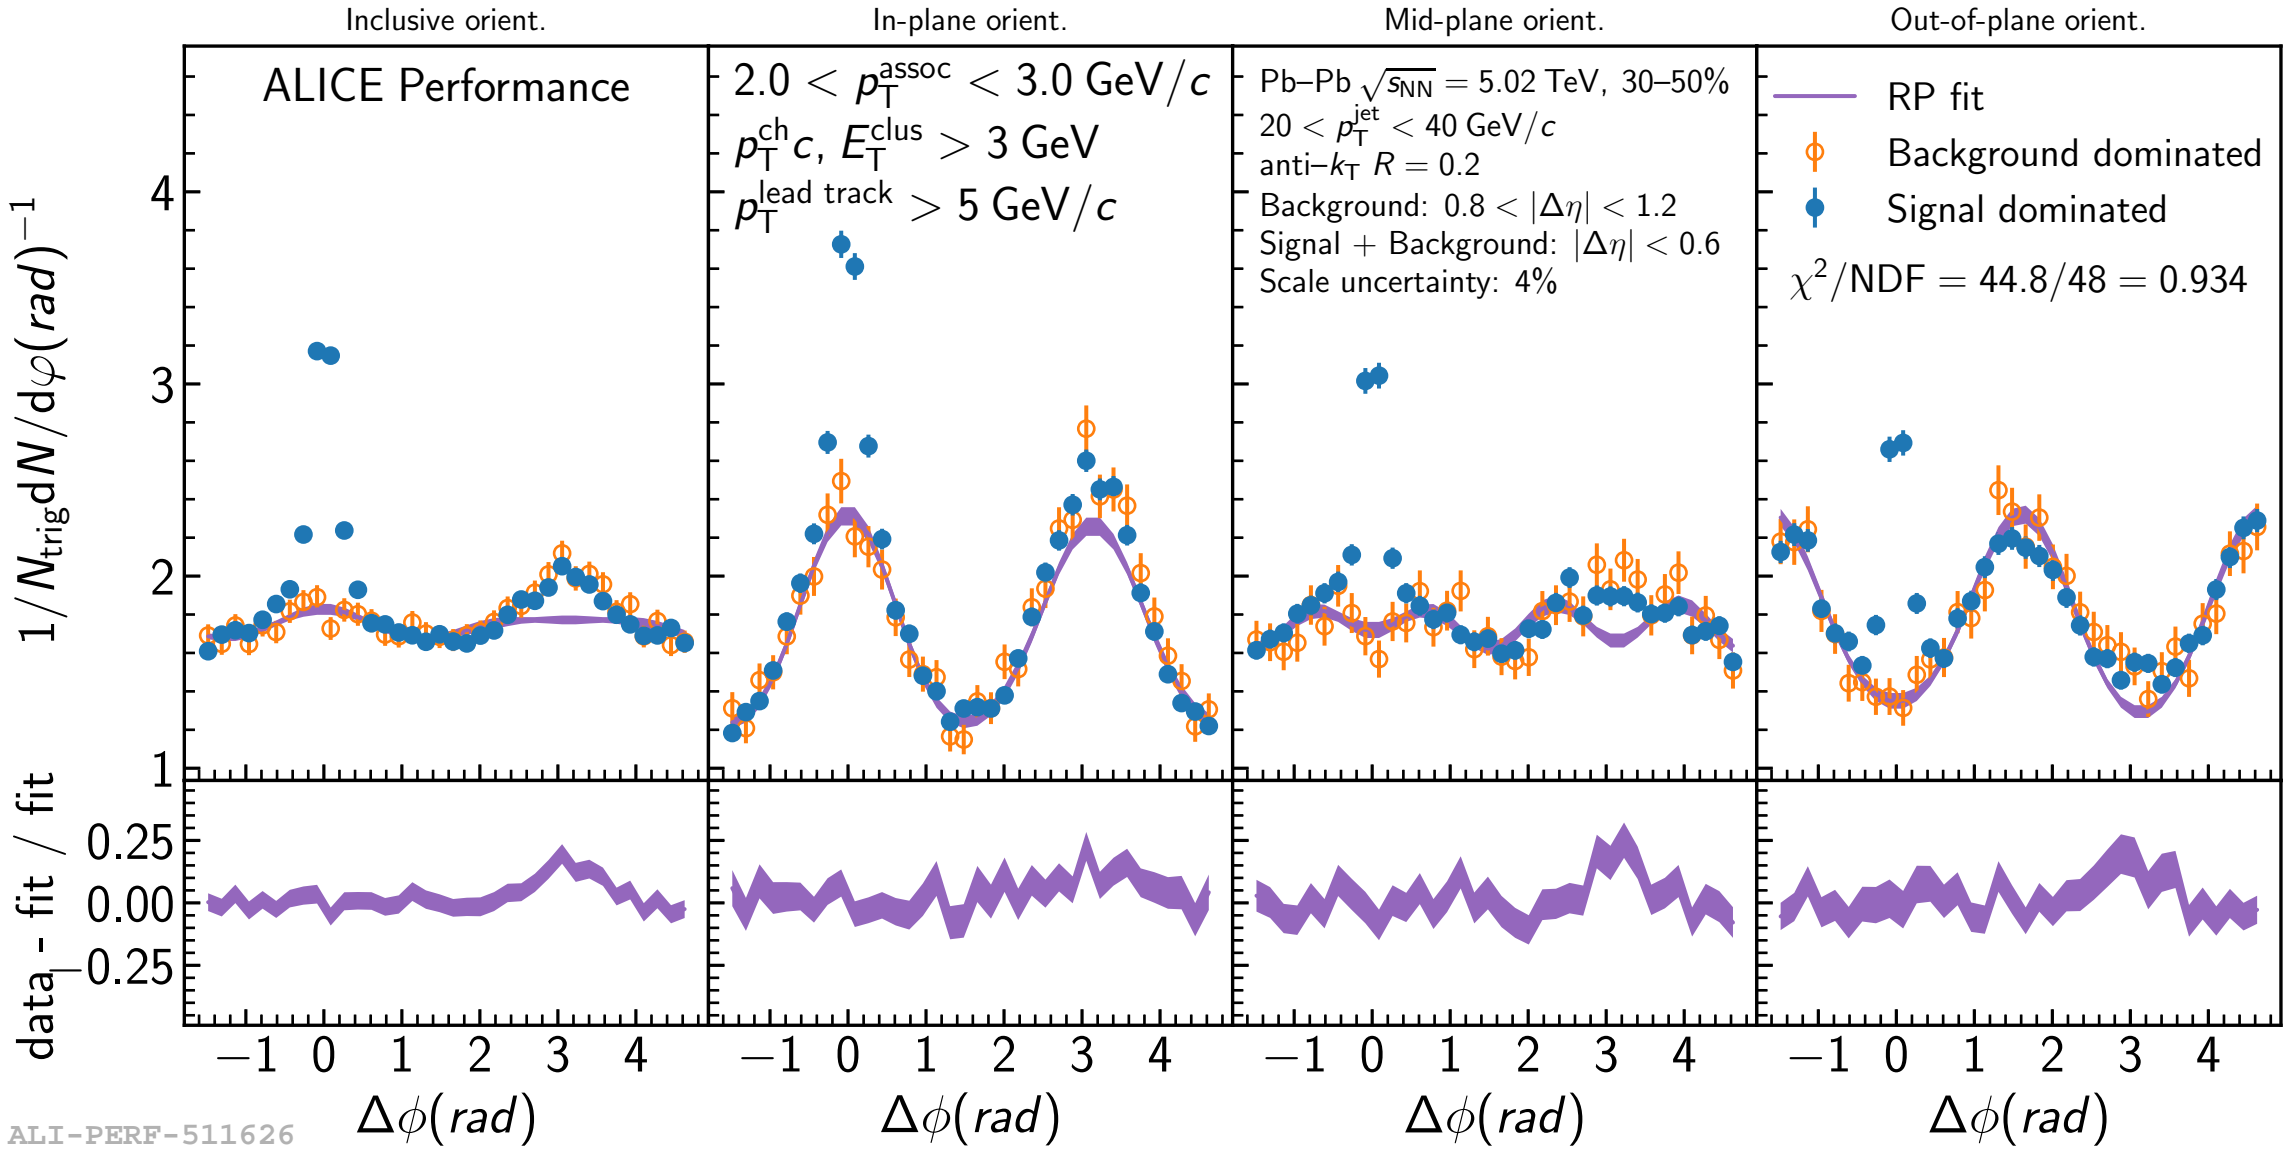 Inclusive orient.
In-plane orient.
Mid-plane orient.
Out-of-plane orient.
ALICE Performance
2.0 < p_T^assoc < 3.0 GeV/c
p_T^ch c, E_T^clus > 3 GeV
p_T^lead track > 5 GeV/c
Pb–Pb √s_NN = 5.02 TeV, 30–50%
20 < p_T^jet < 40 GeV/c
anti–k_T R = 0.2
Background: 0.8 < |Δη| < 1.2
Signal + Background: |Δη| < 0.6
Scale uncertainty: 4%
RP fit
Background dominated
Signal dominated
χ²/NDF = 44.8/48 = 0.934
1/N_trig dN/dφ(rad)⁻¹
4
3
2
1
data - fit / fit
0.25
0.00
−0.25
−1 0 1 2 3 4
−1 0 1 2 3 4
−1 0 1 2 3 4
−1 0 1 2 3 4
Δϕ(rad)
Δϕ(rad)
Δϕ(rad)
Δϕ(rad)
ALI-PERF-511626